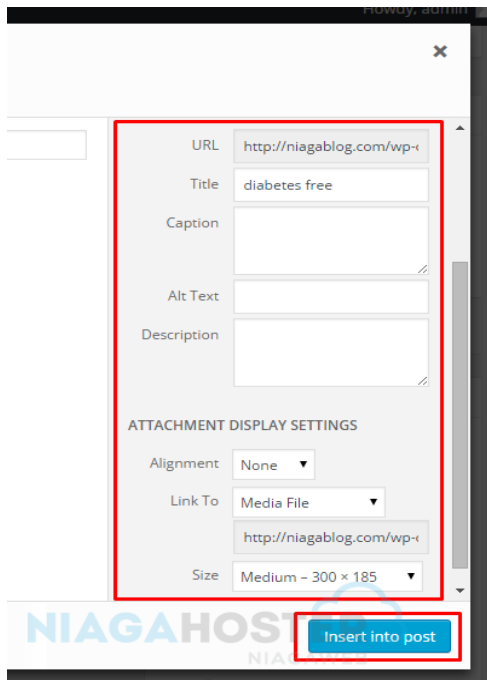 Howdy, admin
URL http://niagablog.com/wp-c
Title diabetes free
Caption
Alt Text
Description
ATTACHMENT DISPLAY SETTINGS
Alignment None
Link To Media File
http://niagablog.com/wp-c
Size Medium – 300 × 185
NIAGAHOSTER
Insert into post
NIAGAWEB